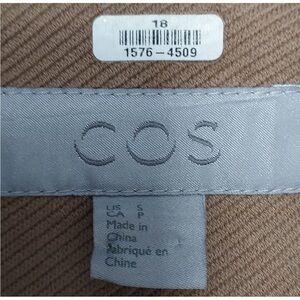 18
1576-4509
COS
US S
CA P
Made in
China
Fabriqué en
Chine